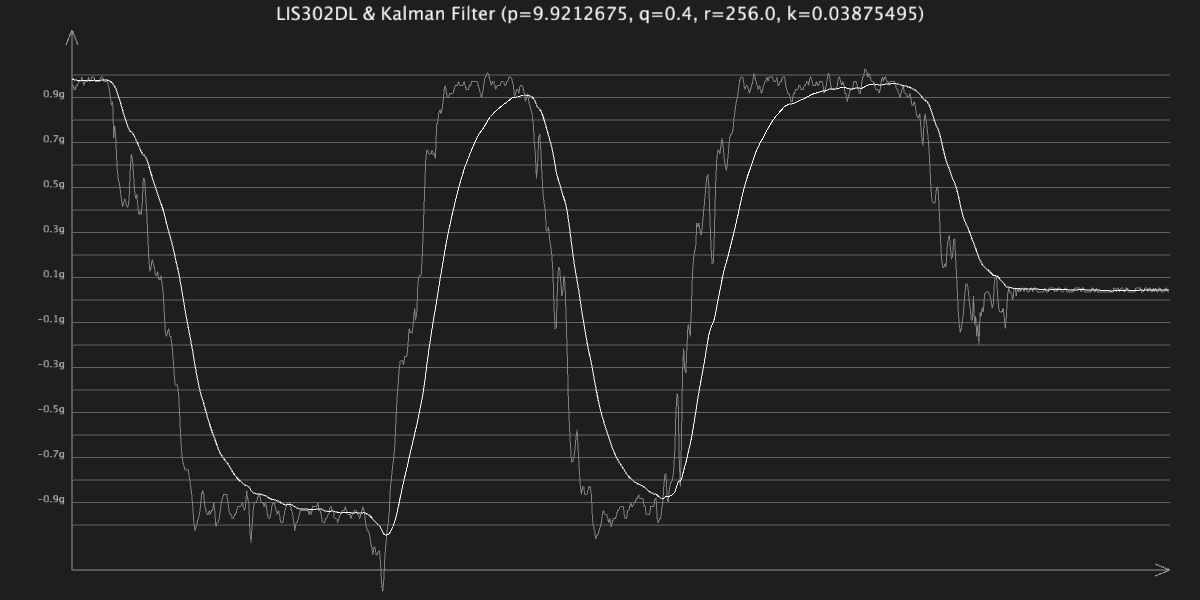 LIS302DL & Kalman Filter (p=9.9212675, q=0.4, r=256.0, k=0.03875495)
0.9g
0.7g
0.5g
0.3g
0.1g
-0.1g
-0.3g
-0.5g
-0.7g
-0.9g